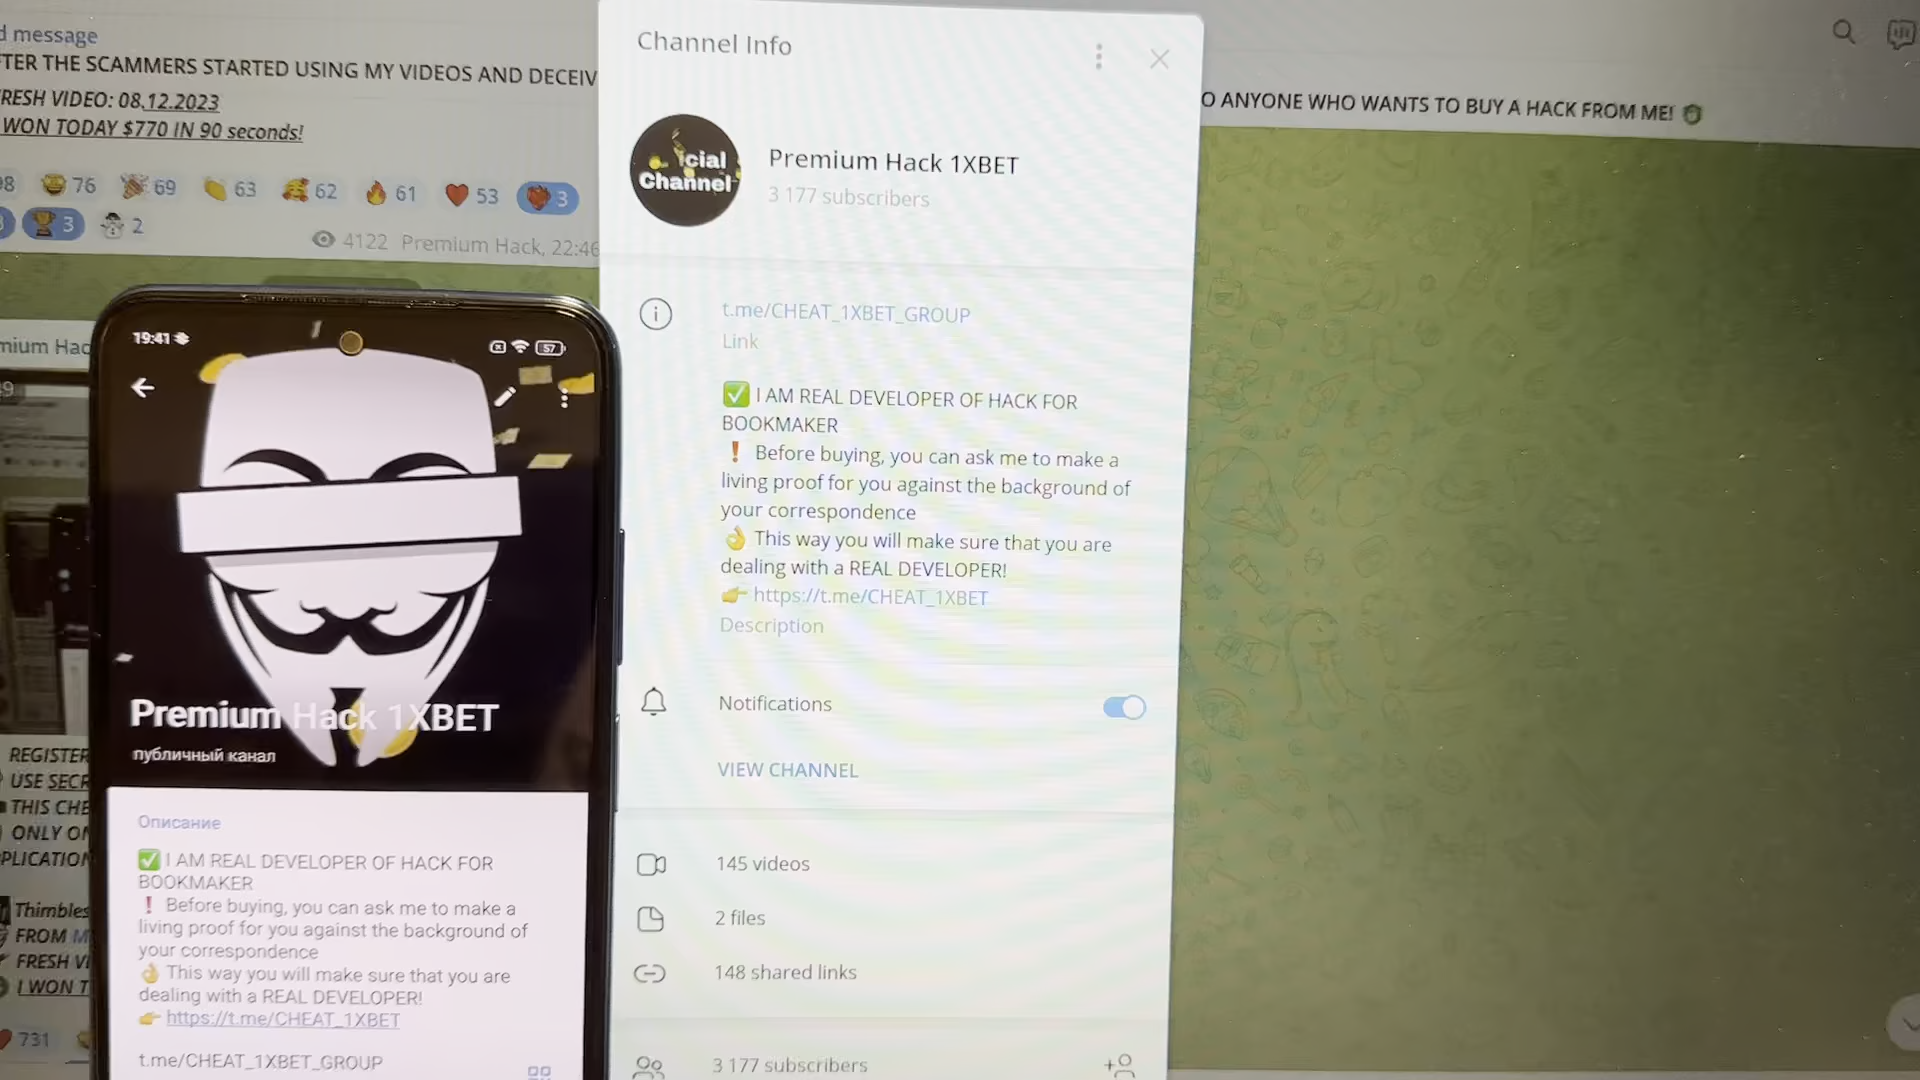 d message
TER THE SCAMMERS STARTED USING MY VIDEOS AND DECEIV
RESH VIDEO: 08.12.2023
WON TODAY $770 IN 90 seconds!
76 69 63 62 61 53 3
3 2
4122 Premium Hack, 22:46
O ANYONE WHO WANTS TO BUY A HACK FROM ME!
Channel Info
icial
Channel
Premium Hack 1XBET
3 177 subscribers
t.me/CHEAT_1XBET_GROUP
Link
✅ I AM REAL DEVELOPER OF HACK FOR
BOOKMAKER
❗ Before buying, you can ask me to make a
living proof for you against the background of
your correspondence
👌 This way you will make sure that you are
dealing with a REAL DEVELOPER!
👉 https://t.me/CHEAT_1XBET
Description
Notifications
VIEW CHANNEL
145 videos
2 files
148 shared links
3 177 subscribers
mium Hac
REGISTER
USE SECR
THIS CHE
ONLY ON
PLICATION
Thimbles
FROM M
FRESH VI
I WON T
731
19:41
57
Premium Hack 1XBET
публичный канал
Описание
✅ I AM REAL DEVELOPER OF HACK FOR
BOOKMAKER
❗ Before buying, you can ask me to make a
living proof for you against the background of
your correspondence
👌 This way you will make sure that you are
dealing with a REAL DEVELOPER!
👉 https://t.me/CHEAT_1XBET
t.me/CHEAT_1XBET_GROUP